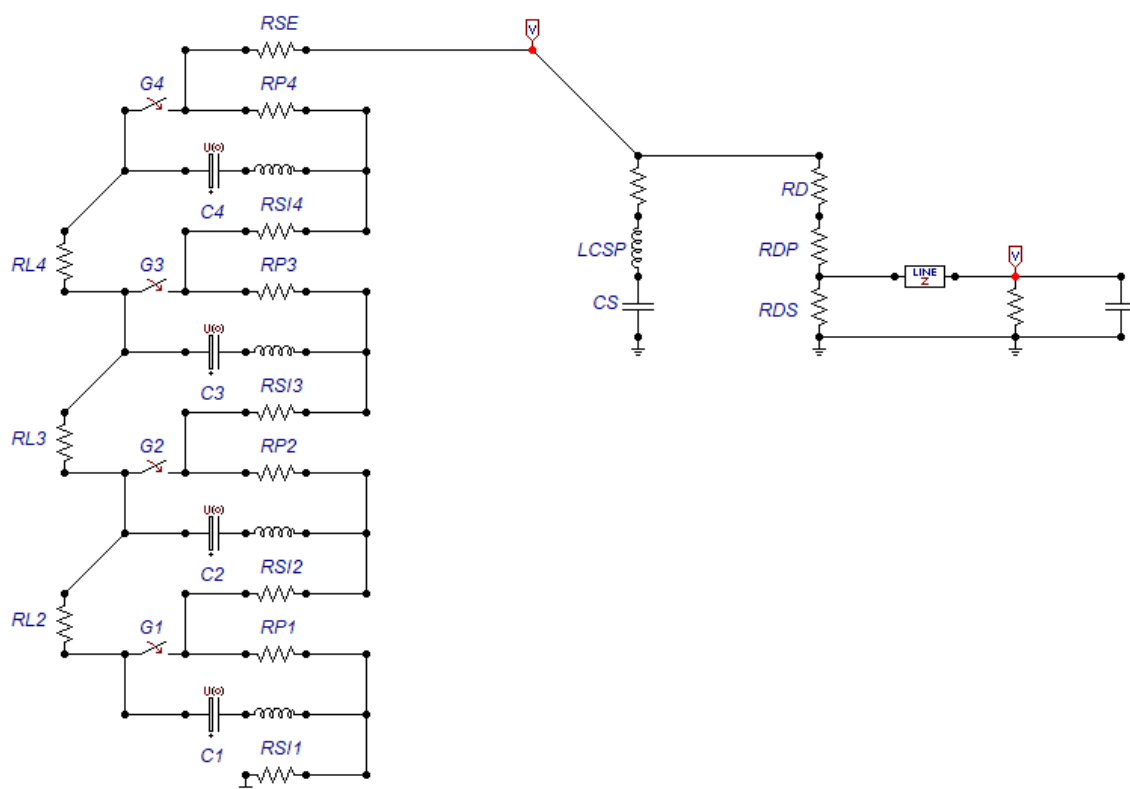 RSE
V
G4
RP4
U(o)
C4
RSI4
RL4
G3
RP3
U(o)
C3
RSI3
RL3
G2
RP2
U(o)
C2
RSI2
RL2
G1
RP1
U(o)
C1
RSI1
LCSP
CS
RD
RDP
RDS
LINE
Z
V